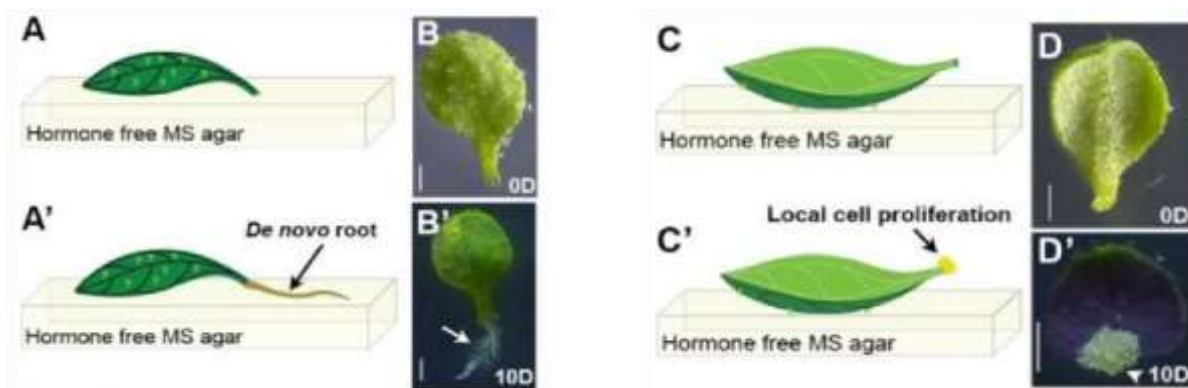 A
Hormone free MS agar
B
0D
A'
De novo root
Hormone free MS agar
B'
10D
C
Hormone free MS agar
D
0D
Local cell proliferation
C'
Hormone free MS agar
D'
10D